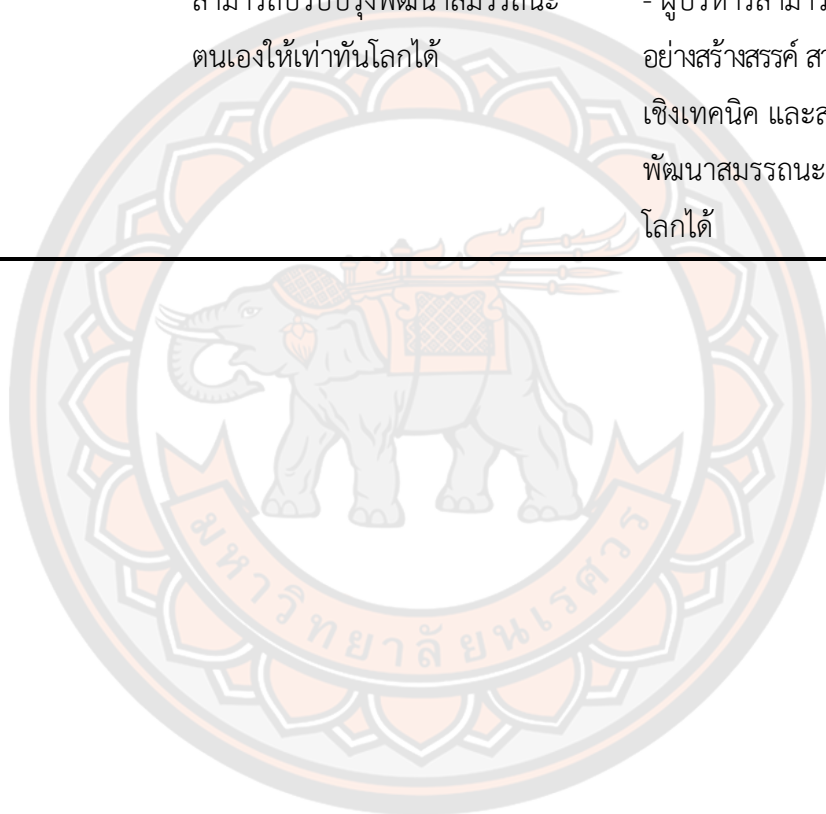 สามารถปรับปรุงพัฒนาสมรรถนะ
ตนเองให้เท่าทันโลกได้
- ผู้บริหารสามาร
อย่างสร้างสรรค์ สา
เชิงเทคนิค และส
พัฒนาสมรรถนะ
โลกได้
มหาวิทยาลัยนเรศวร